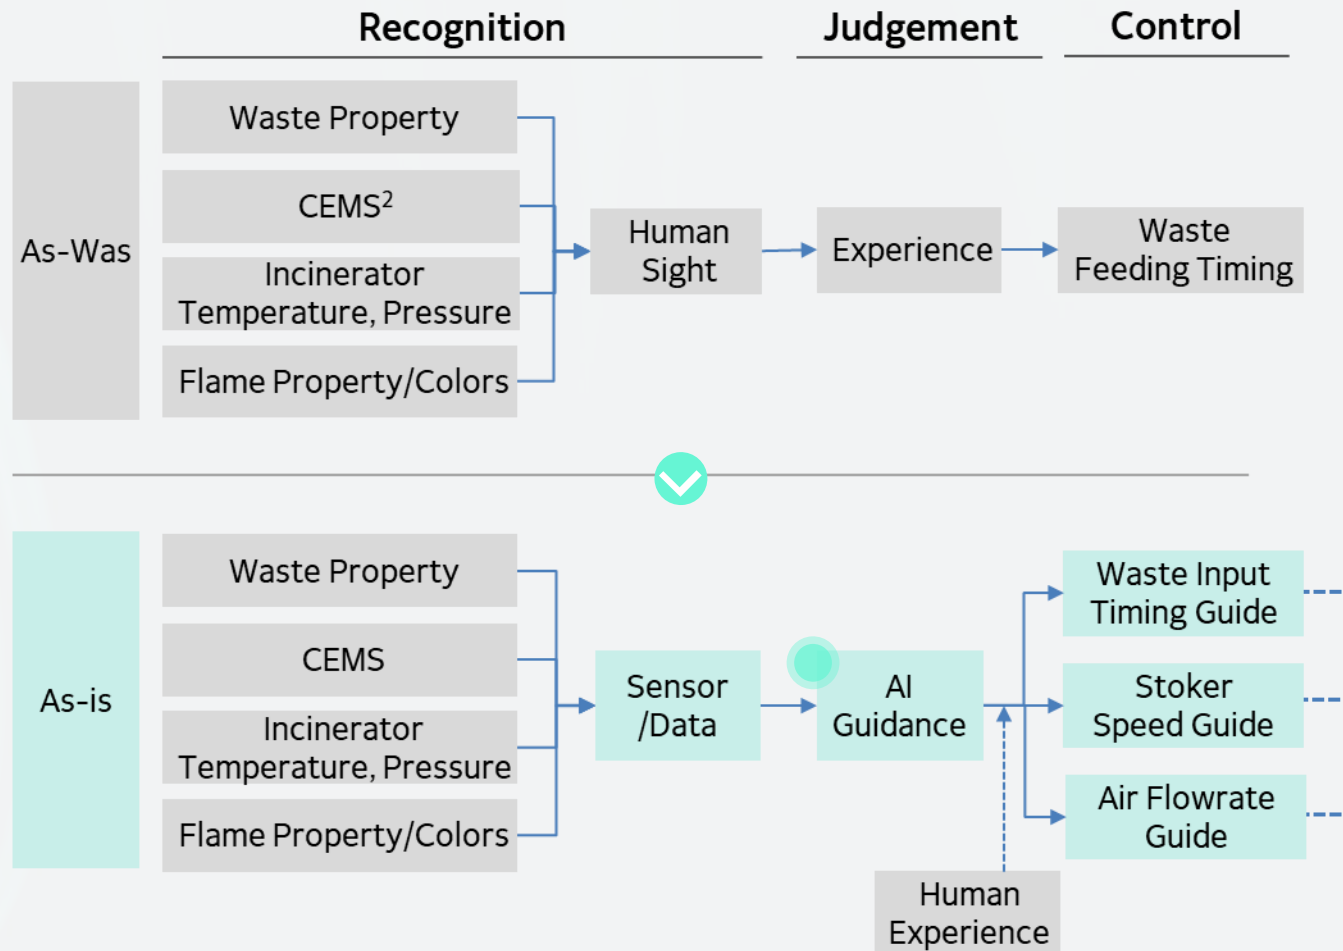 Recognition
Judgement
Control
As-Was
Waste Property
CEMS²
Incinerator
Temperature, Pressure
Flame Property/Colors
Human
Sight
Experience
Waste
Feeding Timing
As-is
Waste Property
CEMS
Incinerator
Temperature, Pressure
Flame Property/Colors
Sensor
/Data
AI
Guidance
Human
Experience
Waste Input
Timing Guide
Stoker
Speed Guide
Air Flowrate
Guide